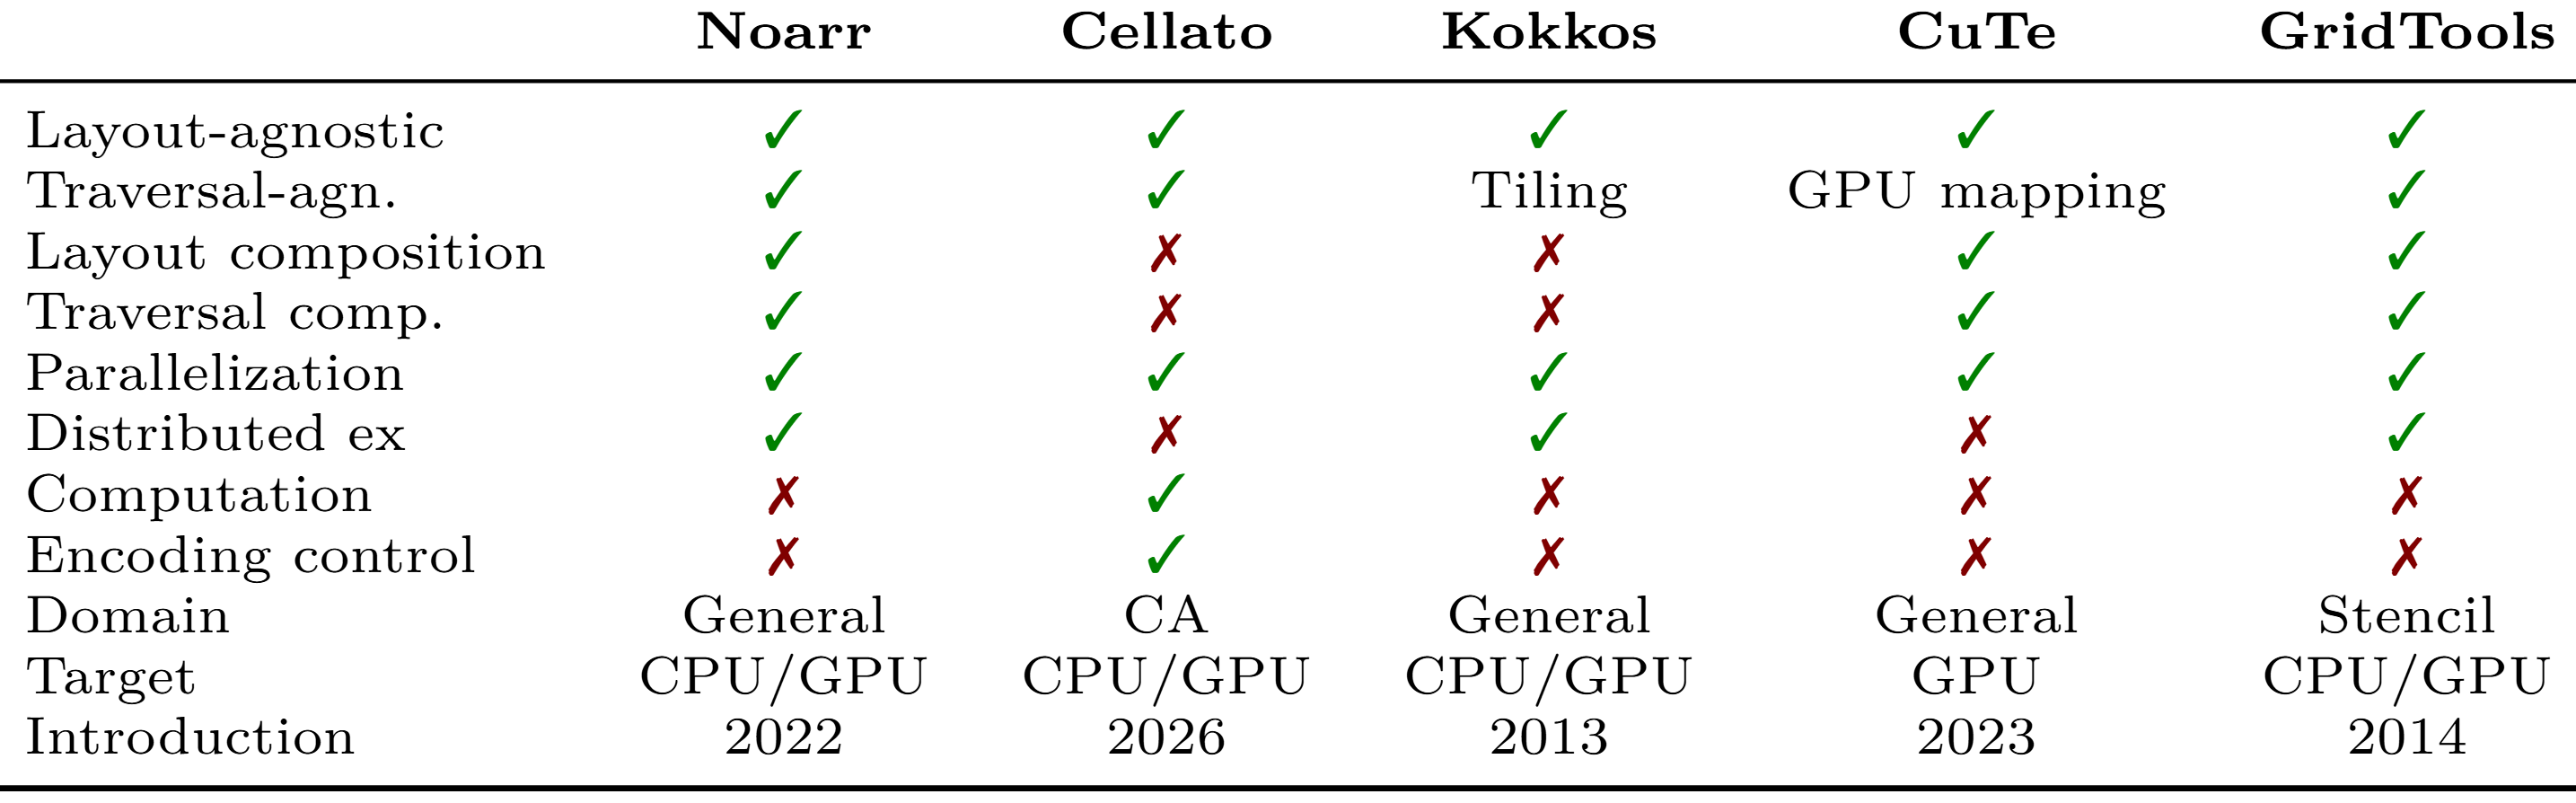 Noarr Cellato Kokkos CuTe GridTools
Layout-agnostic ✓ ✓ ✓ ✓ ✓
Traversal-agn. ✓ ✓ Tiling GPU mapping ✓
Layout composition ✓ ✗ ✗ ✓ ✓
Traversal comp. ✓ ✗ ✗ ✓ ✓
Parallelization ✓ ✓ ✓ ✓ ✓
Distributed ex ✓ ✗ ✓ ✗ ✓
Computation ✗ ✓ ✗ ✗ ✗
Encoding control ✗ ✓ ✗ ✗ ✗
Domain General CA General General Stencil
Target CPU/GPU CPU/GPU CPU/GPU GPU CPU/GPU
Introduction 2022 2026 2013 2023 2014